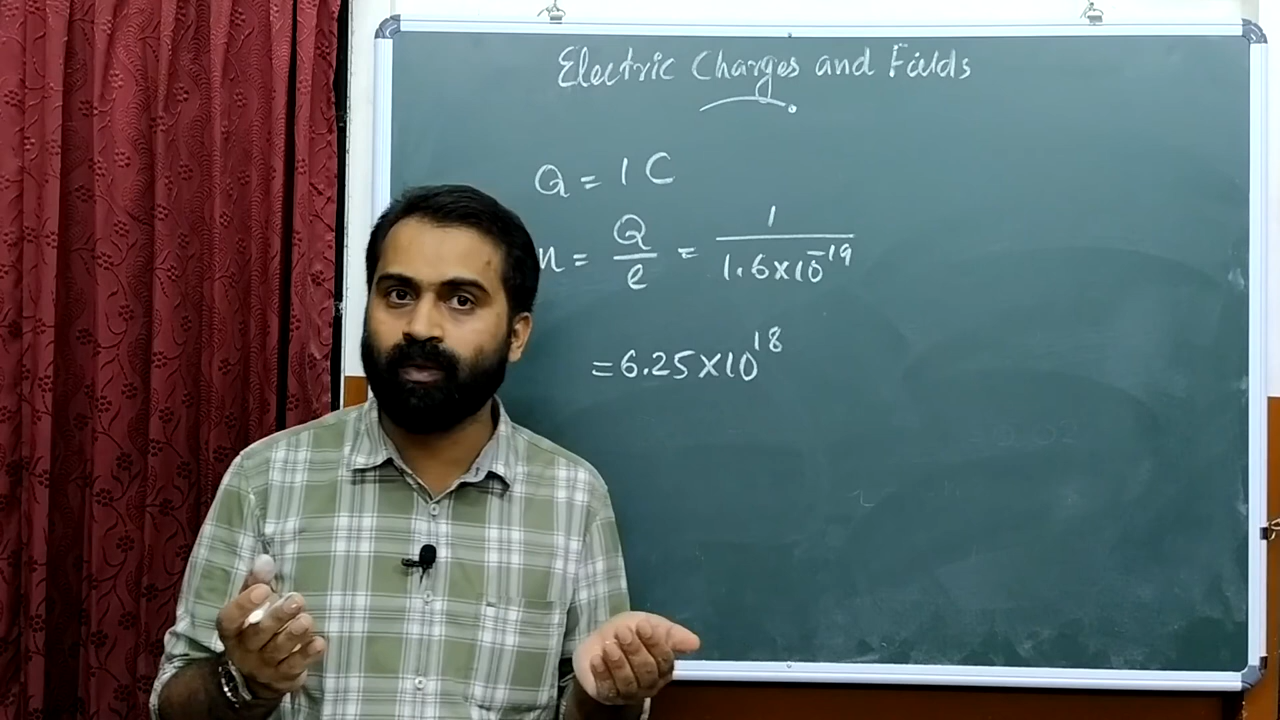 Electric Charges and Fields
Q = 1 C
n = Q/e = 1/1.6×10⁻¹⁹
= 6.25×10¹⁸